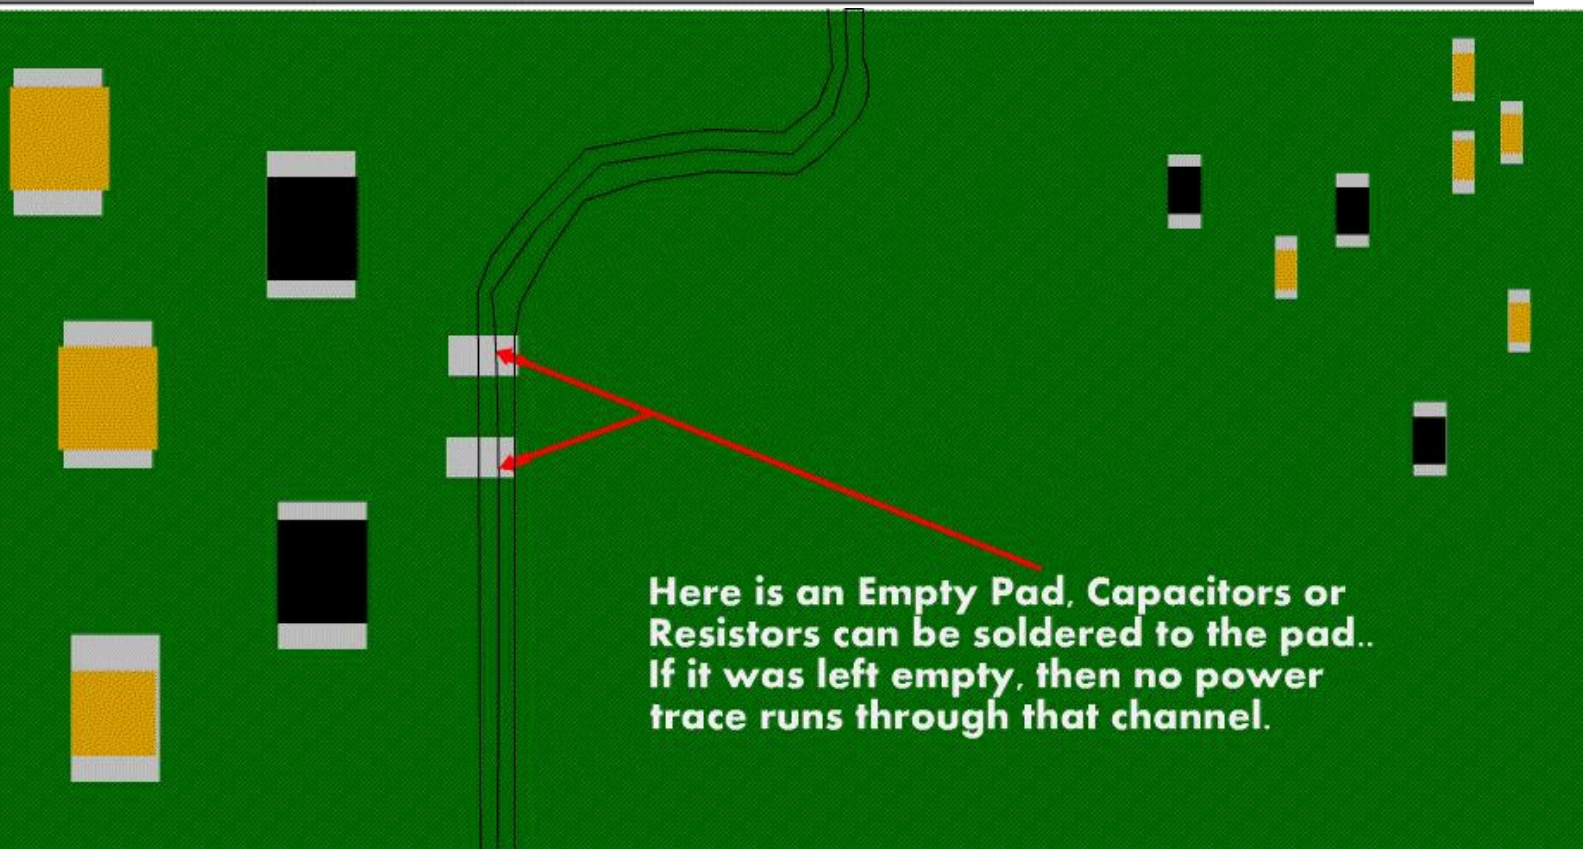 Here is an Empty Pad, Capacitors or
Resistors can be soldered to the pad..
If it was left empty, then no power
trace runs through that channel.